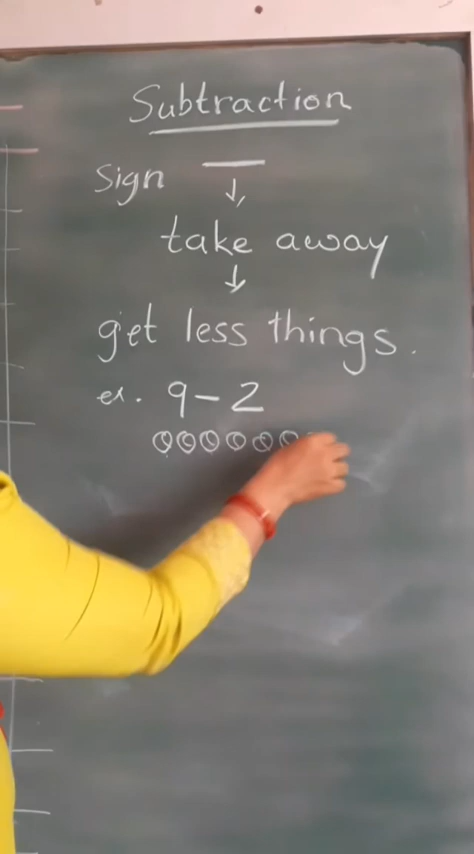 Subtraction
Sign —
↓
take away
↓
get less things.
ex. 9 - 2